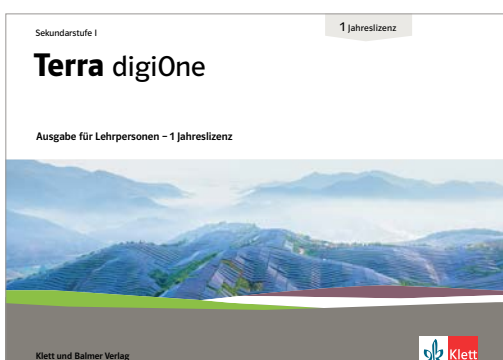 Sekundarstufe I
1 Jahreslizenz
Terra digiOne
Ausgabe für Lehrpersonen – 1 Jahreslizenz
Klett und Balmer Verlag
Klett